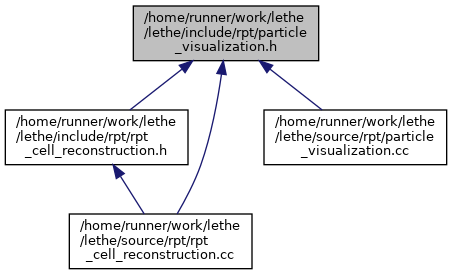 /home/runner/work/lethe
/lethe/include/rpt/particle
_visualization.h
/home/runner/work/lethe
/lethe/include/rpt/rpt
_cell_reconstruction.h
/home/runner/work/lethe
/lethe/source/rpt/particle
_visualization.cc
/home/runner/work/lethe
/lethe/source/rpt/rpt
_cell_reconstruction.cc